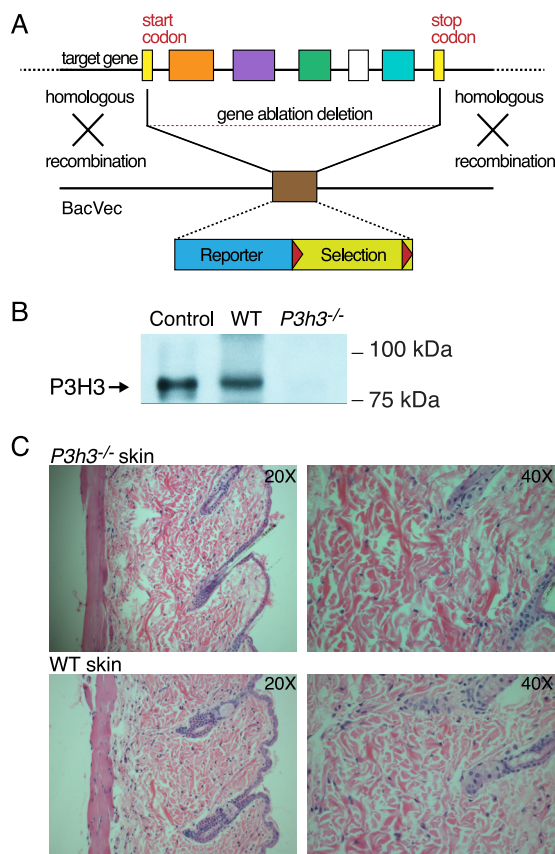 A
start
codon
stop
codon
target gene
homologous
recombination
gene ablation deletion
homologous
recombination
BacVec
Reporter
Selection
B
Control WT P3h3-/-
P3H3
– 100 kDa
– 75 kDa
C
P3h3-/- skin
20X
40X
WT skin
20X
40X